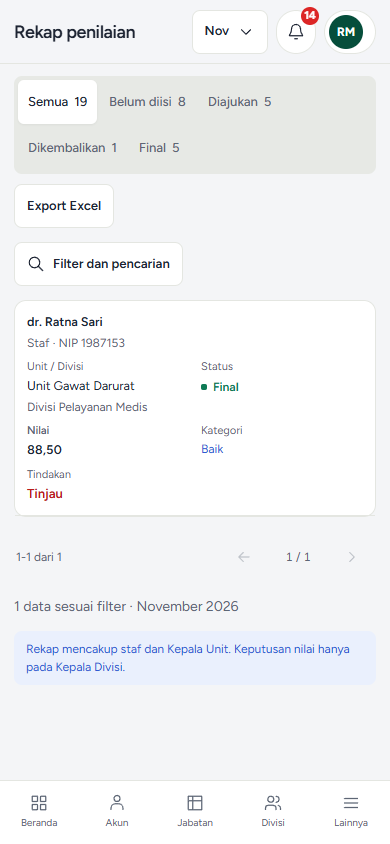 Rekap penilaian
Nov
14
RM
Semua 19
Belum diisi 8
Diajukan 5
Dikembalikan 1
Final 5
Export Excel
Filter dan pencarian
dr. Ratna Sari
Staf · NIP 1987153
Unit / Divisi
Status
Unit Gawat Darurat
Final
Divisi Pelayanan Medis
Nilai
Kategori
88,50
Baik
Tindakan
Tinjau
1-1 dari 1
1 / 1
1 data sesuai filter · November 2026
Rekap mencakup staf dan Kepala Unit. Keputusan nilai hanya
pada Kepala Divisi.
Beranda
Akun
Jabatan
Divisi
Lainnya